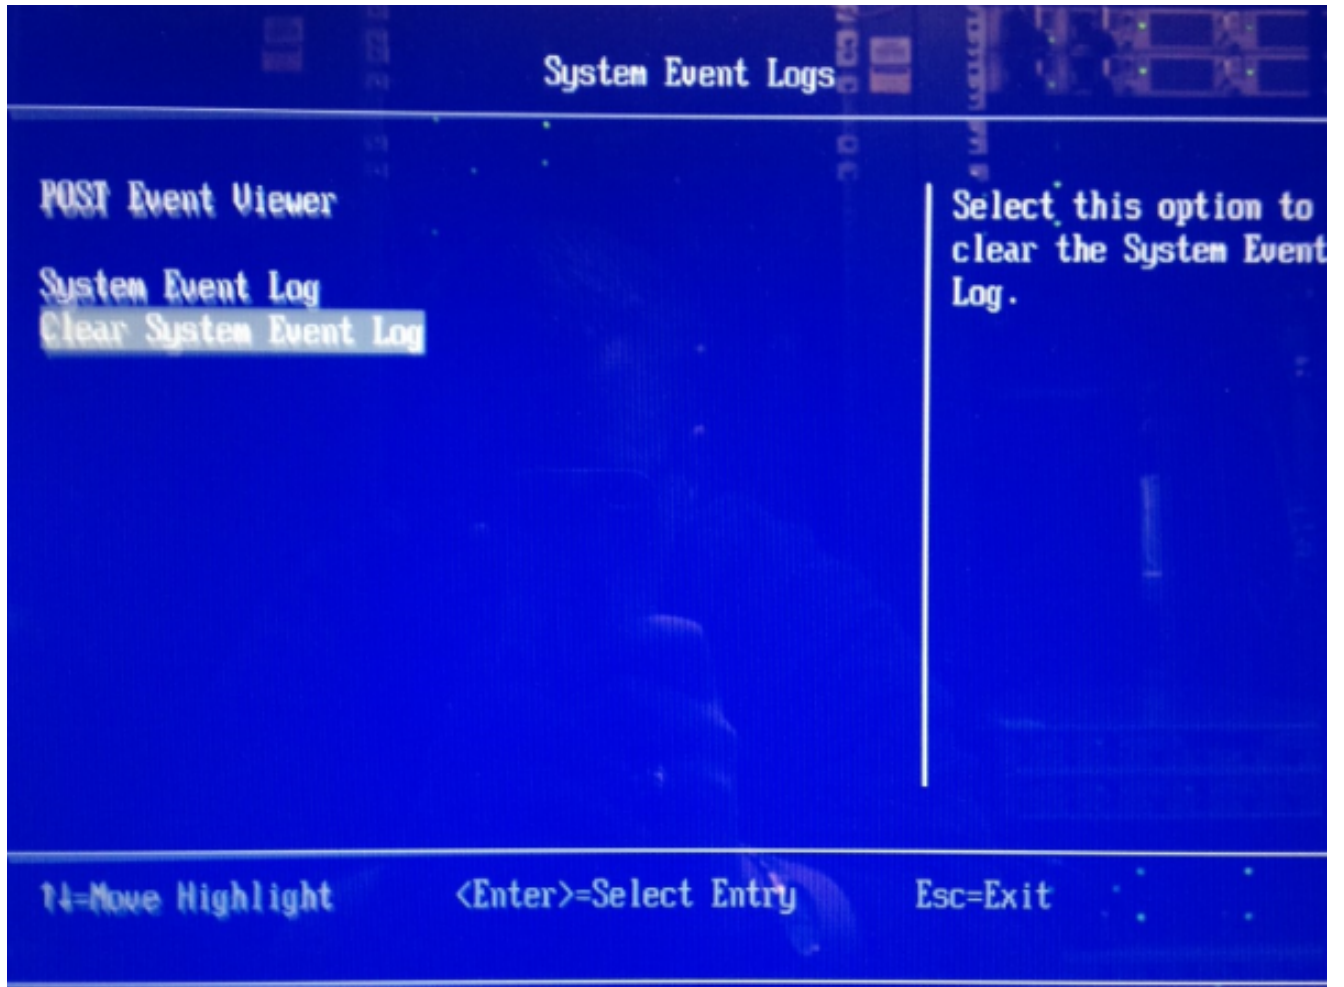 System Event Logs
POST Event Viewer
System Event Log
Clear System Event Log
Select this option to
clear the System Event
Log.
↑↓=Move Highlight
<Enter>=Select Entry
Esc=Exit